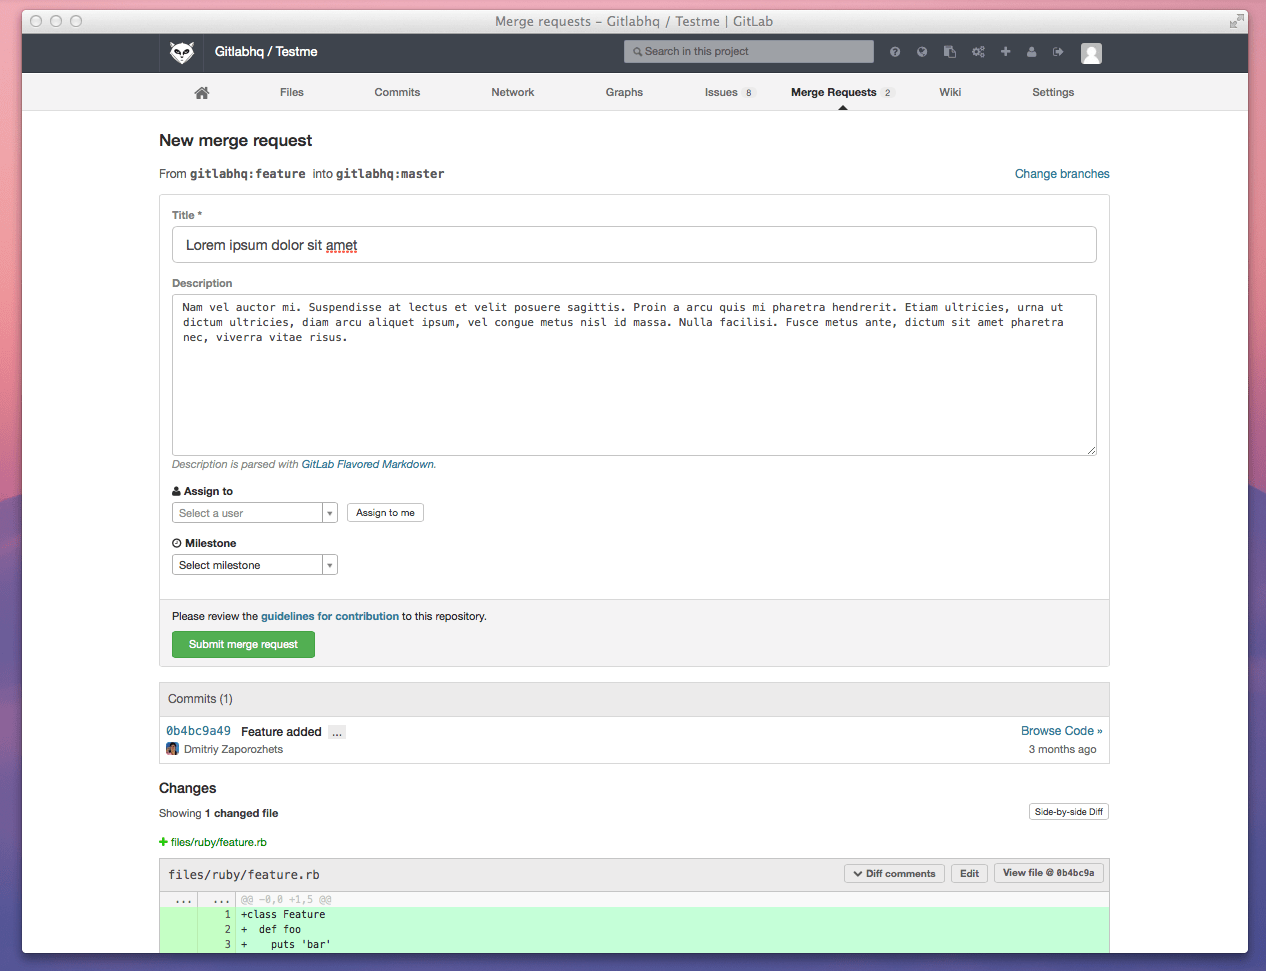 Merge requests – Gitlabhq / Testme | GitLab
Gitlabhq / Testme
Search in this project
Files
Commits
Network
Graphs
Issues 8
Merge Requests 2
Wiki
Settings
New merge request
From gitlabhq:feature into gitlabhq:master
Change branches
Title *
Lorem ipsum dolor sit amet
Description
Nam vel auctor mi. Suspendisse at lectus et velit posuere sagittis. Proin a arcu quis mi pharetra hendrerit. Etiam ultricies, urna ut
dictum ultricies, diam arcu aliquet ipsum, vel congue metus nisl id massa. Nulla facilisi. Fusce metus ante, dictum sit amet pharetra
nec, viverra vitae risus.
Description is parsed with GitLab Flavored Markdown.
Assign to
Select a user
Assign to me
Milestone
Select milestone
Please review the guidelines for contribution to this repository.
Submit merge request
Commits (1)
0b4bc9a49 Feature added ...
Browse Code »
Dmitriy Zaporozhets
3 months ago
Changes
Showing 1 changed file
Side-by-side Diff
files/ruby/feature.rb
files/ruby/feature.rb
Diff comments
Edit
View file @ 0b4bc9a
... ... @@ -0,0 +1,5 @@
1 +class Feature
2 + def foo
3 + puts 'bar'